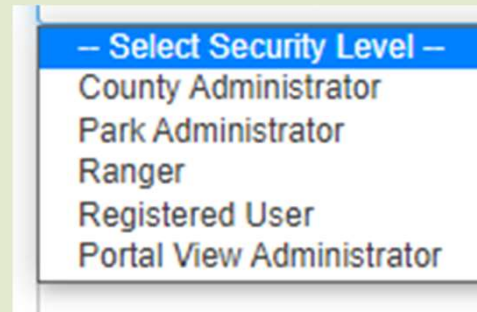 -- Select Security Level --
County Administrator
Park Administrator
Ranger
Registered User
Portal View Administrator